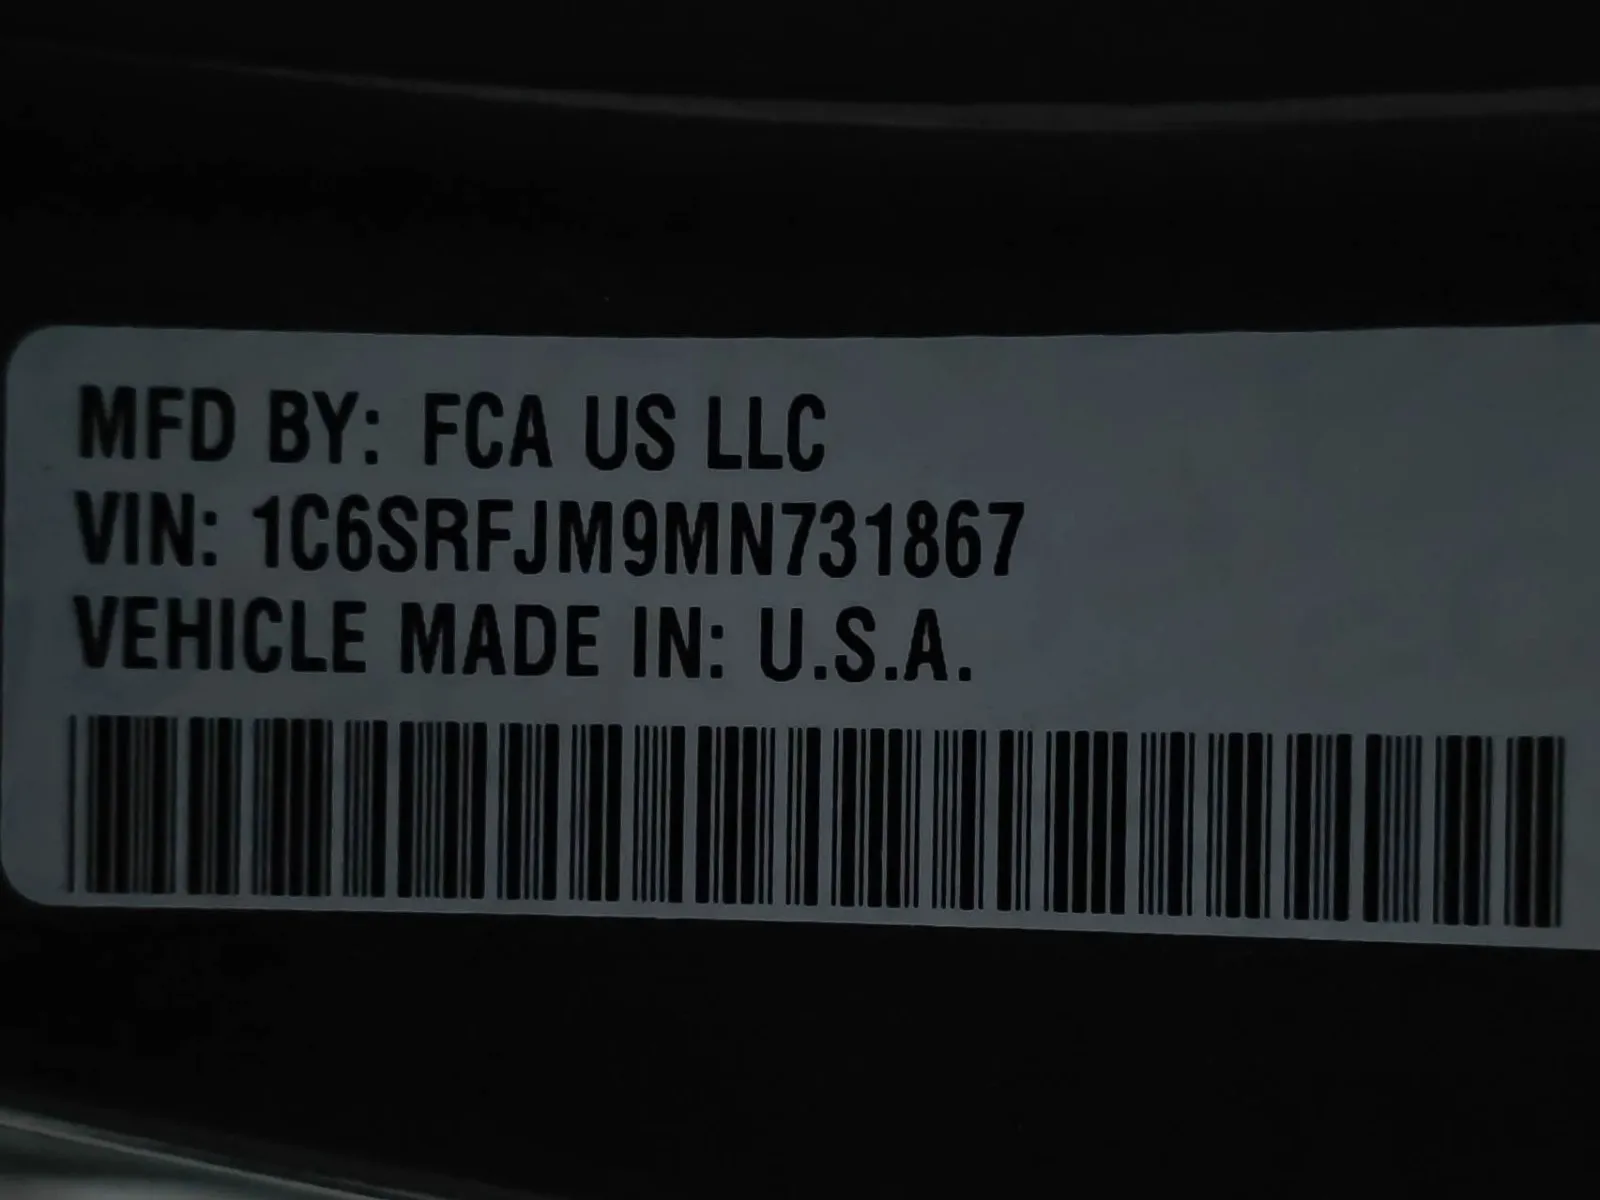 MFD BY: FCA US LLC
VIN: 1C6SRFJM9MN731867
VEHICLE MADE IN: U.S.A.